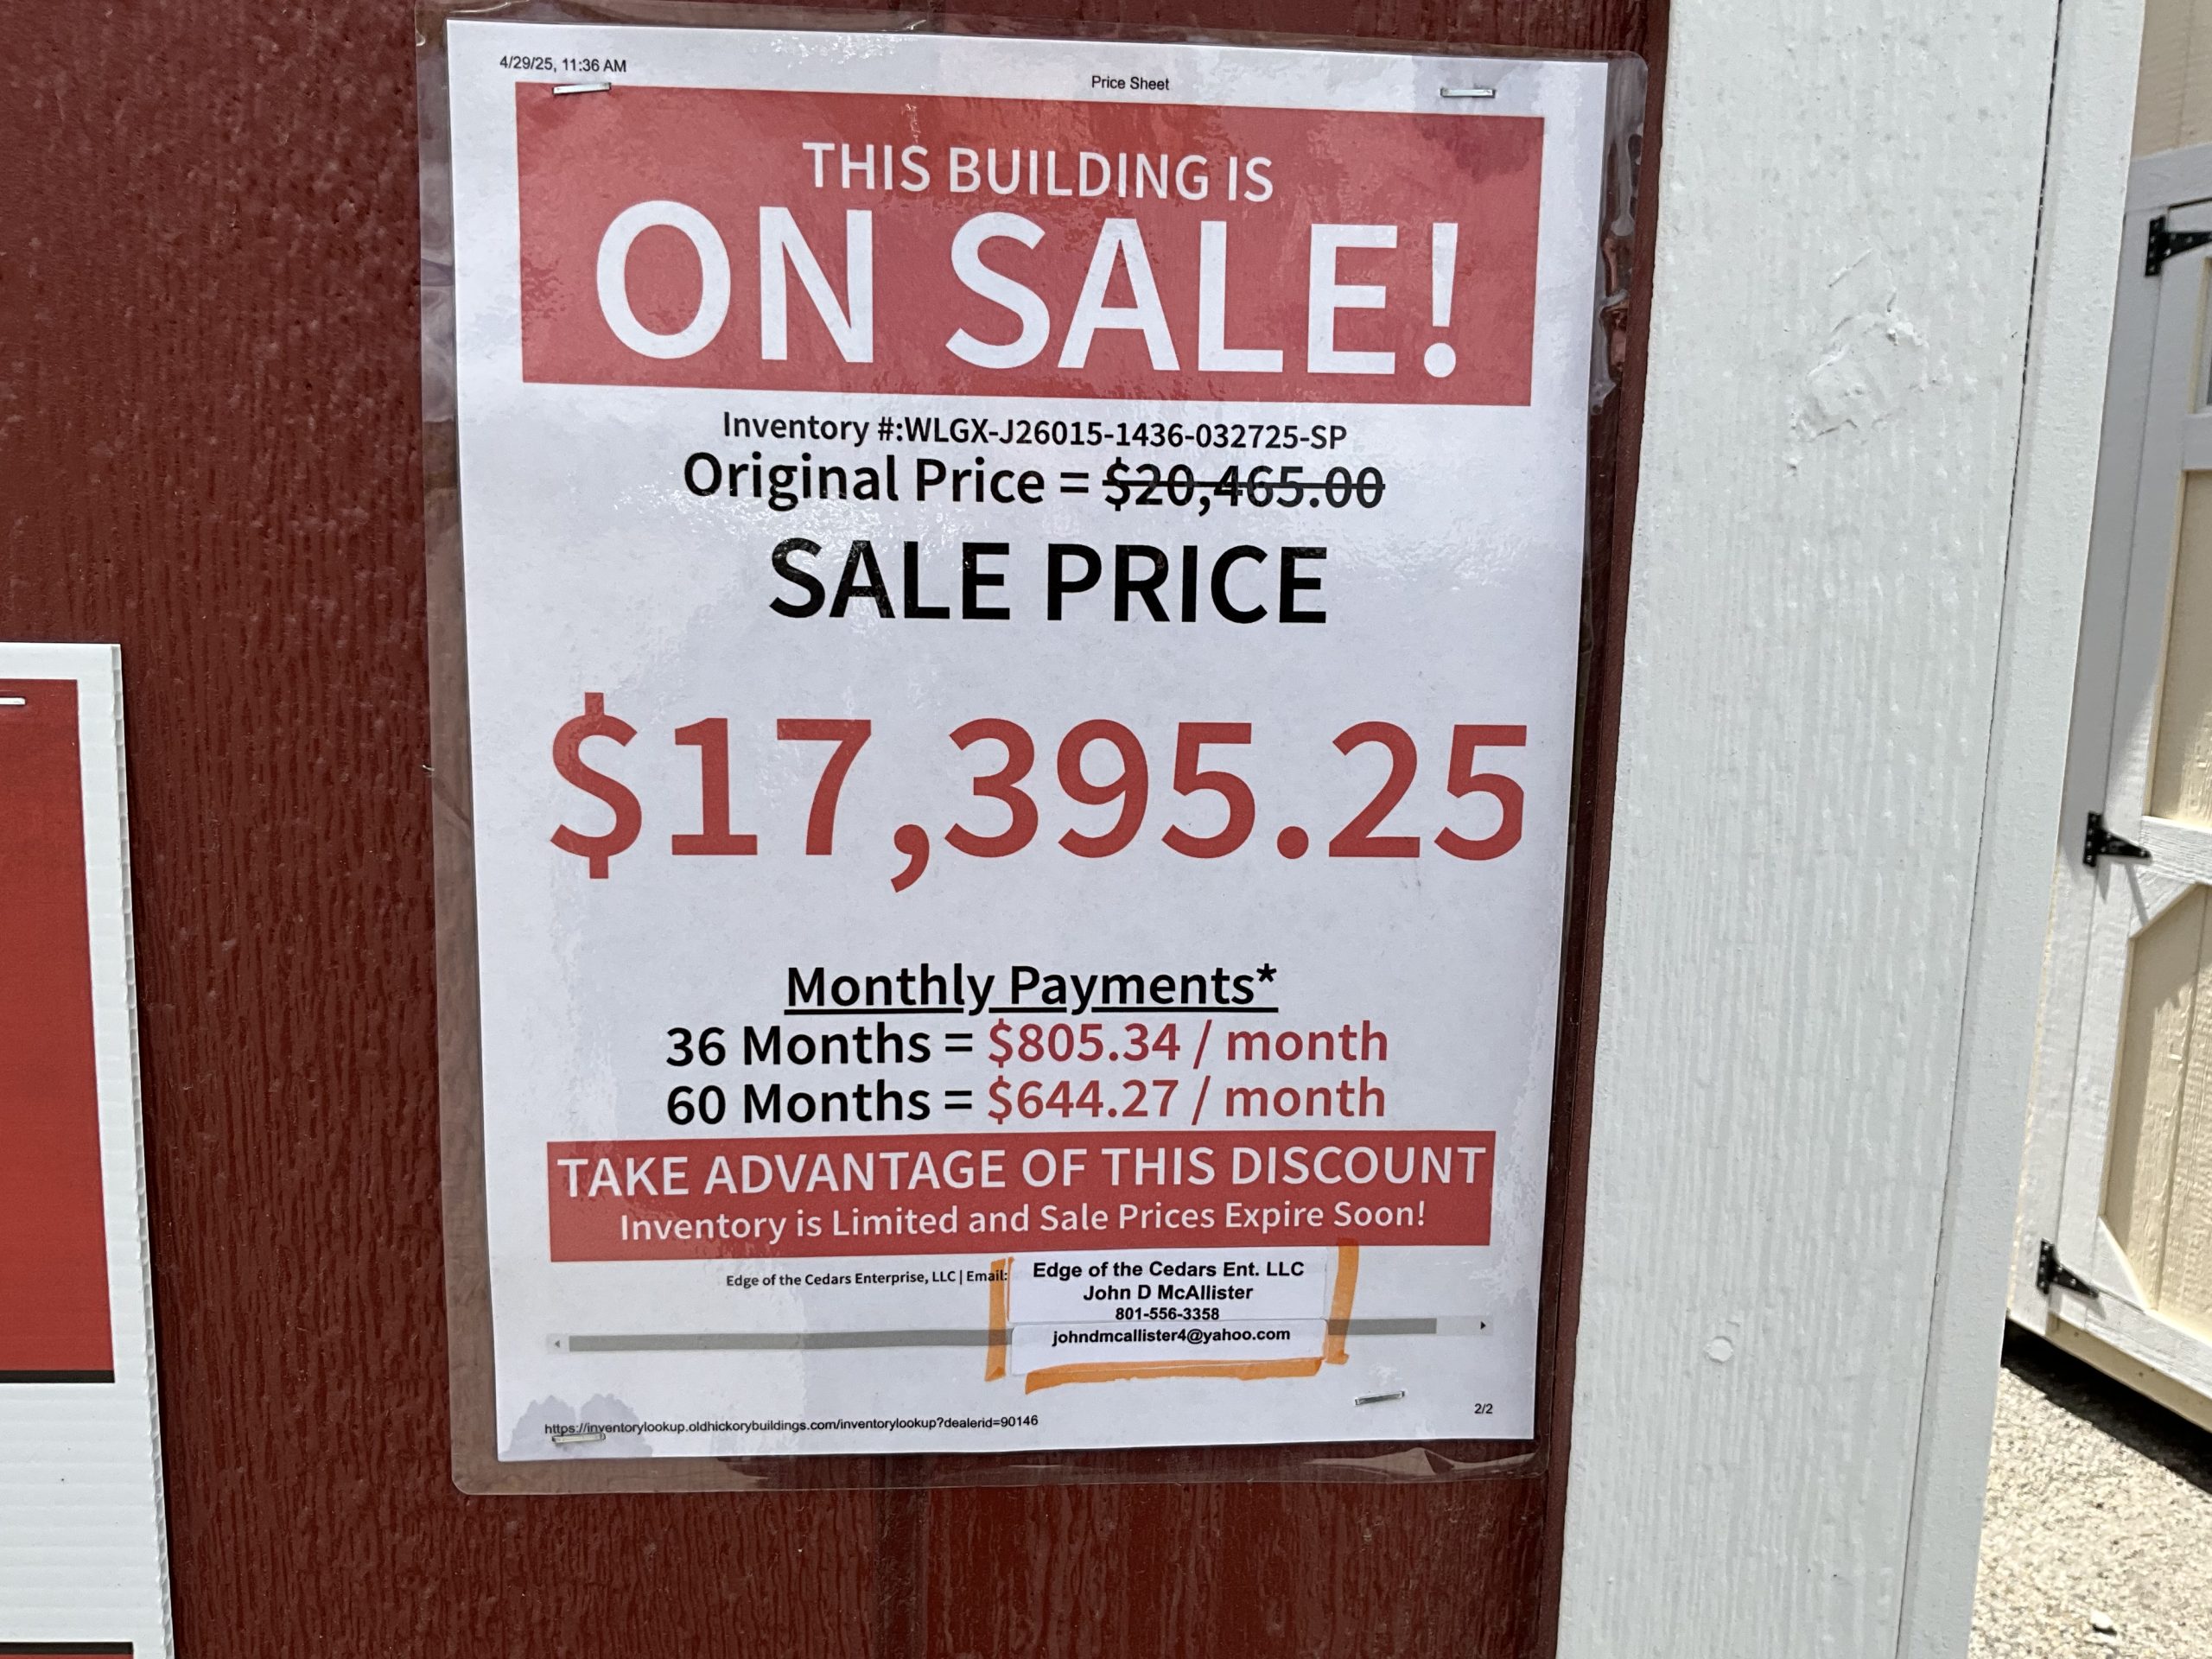 4/29/25, 11:36 AM
Price Sheet
THIS BUILDING IS
ON SALE!
Inventory #:WLGX-J26015-1436-032725-SP
Original Price = $20,465.00
SALE PRICE
$17,395.25
Monthly Payments*
36 Months = $805.34 / month
60 Months = $644.27 / month
TAKE ADVANTAGE OF THIS DISCOUNT
Inventory is Limited and Sale Prices Expire Soon!
Edge of the Cedars Enterprise, LLC | Email:
Edge of the Cedars Ent. LLC
John D McAllister
801-556-3358
johndmcallister4@yahoo.com
https://inventorylookup.oldhickorybuildings.com/inventorylookup?dealerid=90146
2/2